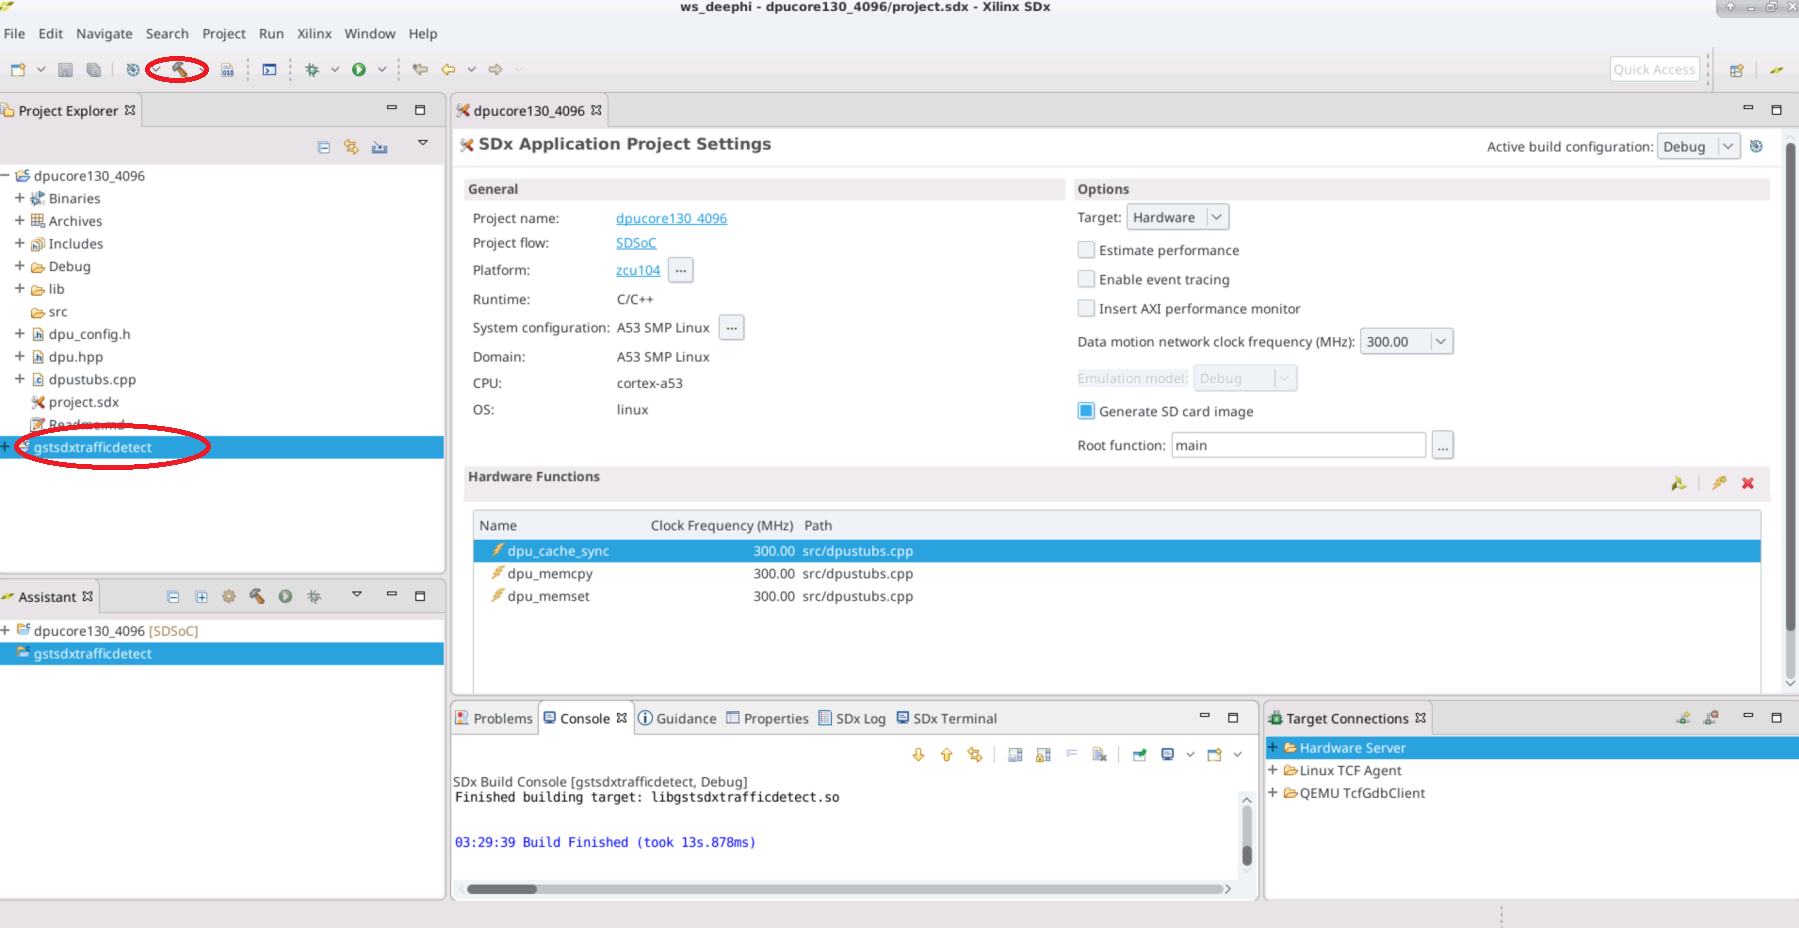 ws_deephi - dpucore130_4096/project.sdx - Xilinx SDx
File Edit Navigate Search Project Run Xilinx Window Help
010
Quick Access
Project Explorer
dpucore130_4096
Binaries
Archives
Includes
Debug
lib
src
dpu_config.h
dpu.hpp
dpustubs.cpp
project.sdx
Readme.md
gstsdxtrafficdetect
Assistant
dpucore130_4096 [SDSoC]
gstsdxtrafficdetect
dpucore130_4096
SDx Application Project Settings
Active build configuration: Debug
General
Project name: dpucore130_4096
Project flow: SDSoC
Platform: zcu104 ...
Runtime: C/C++
System configuration: A53 SMP Linux ...
Domain: A53 SMP Linux
CPU: cortex-a53
OS: linux
Options
Target: Hardware
Estimate performance
Enable event tracing
Insert AXI performance monitor
Data motion network clock frequency (MHz): 300.00
Emulation model: Debug
Generate SD card image
Root function: main ...
Hardware Functions
Name Clock Frequency (MHz) Path
dpu_cache_sync 300.00 src/dpustubs.cpp
dpu_memcpy 300.00 src/dpustubs.cpp
dpu_memset 300.00 src/dpustubs.cpp
Problems Console Guidance Properties SDx Log SDx Terminal
SDx Build Console [gstsdxtrafficdetect, Debug]
Finished building target: libgstsdxtrafficdetect.so
03:29:39 Build Finished (took 13s.878ms)
Target Connections
Hardware Server
Linux TCF Agent
QEMU TcfGdbClient